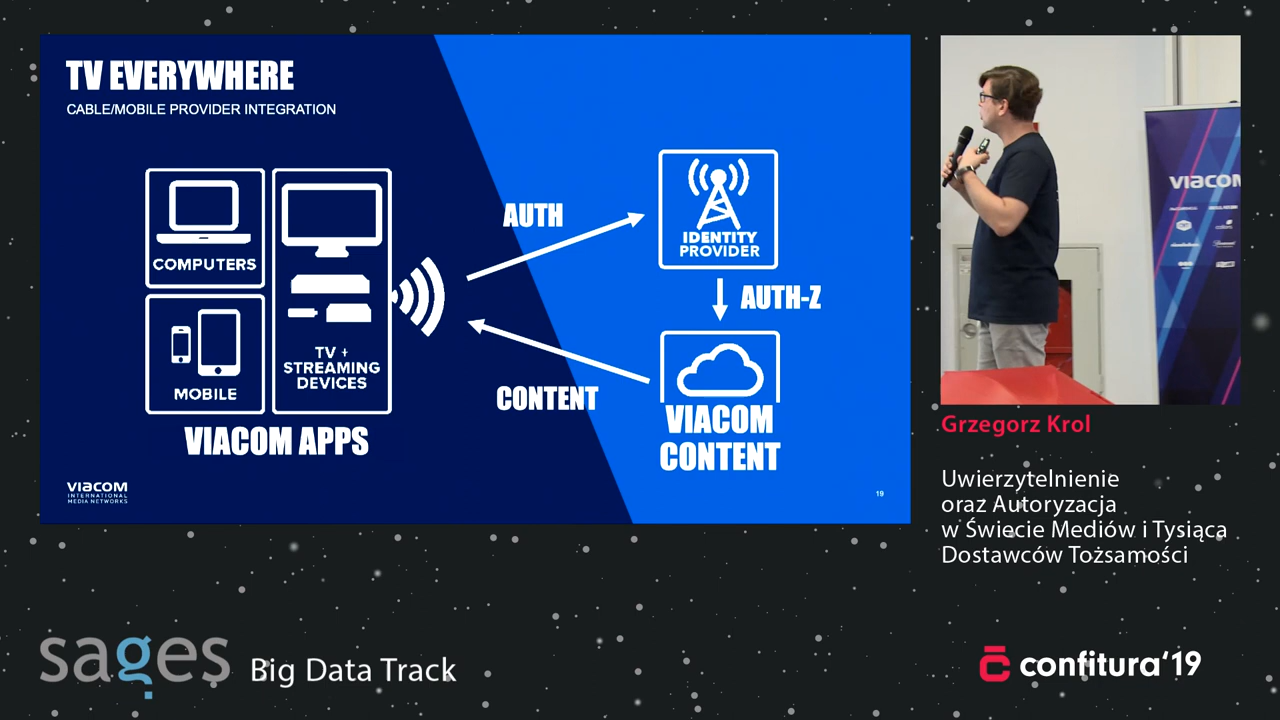 TV EVERYWHERE
CABLE/MOBILE PROVIDER INTEGRATION
COMPUTERS
MOBILE
TV +
STREAMING
DEVICES
VIACOM APPS
AUTH
CONTENT
IDENTITY
PROVIDER
AUTH-Z
VIACOM
CONTENT
VIACOM
INTERNATIONAL
MEDIA NETWORKS
19
VIACOM
Grzegorz Krol
Uwierzytelnienie
oraz Autoryzacja
w Świecie Mediów i Tysiąca
Dostawców Tożsamości
sages
Big Data Track
confitura'19